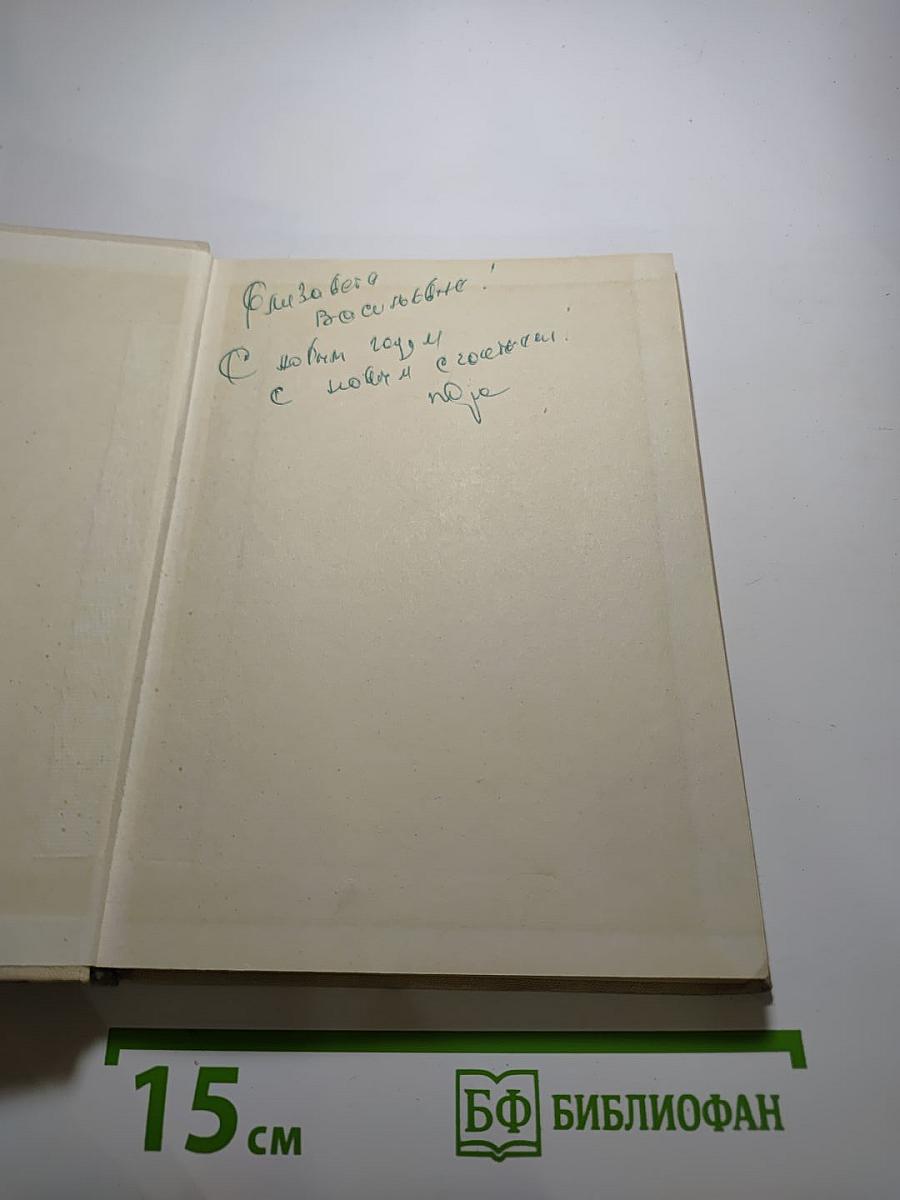 Елизавета
Васильевна!
С новым годом
с новым счастьем!
15 см
БФ БИБЛИОФАН